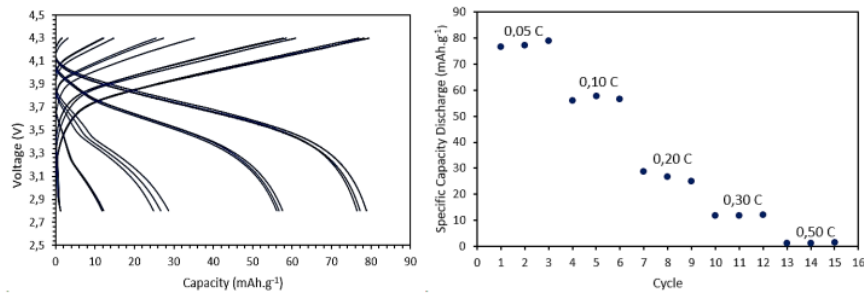 4,5
4,3
4,1
3,9
3,7
3,5
3,3
3,1
2,9
2,7
2,5
Voltage (V)
0 10 20 30 40 50 60 70 80 90
Capacity (mAh.g⁻¹)
90
80
70
60
50
40
30
20
10
0
Specific Capacity Discharge (mAh.g⁻¹)
0,05 C
0,10 C
0,20 C
0,30 C
0,50 C
0 1 2 3 4 5 6 7 8 9 10 11 12 13 14 15 16
Cycle